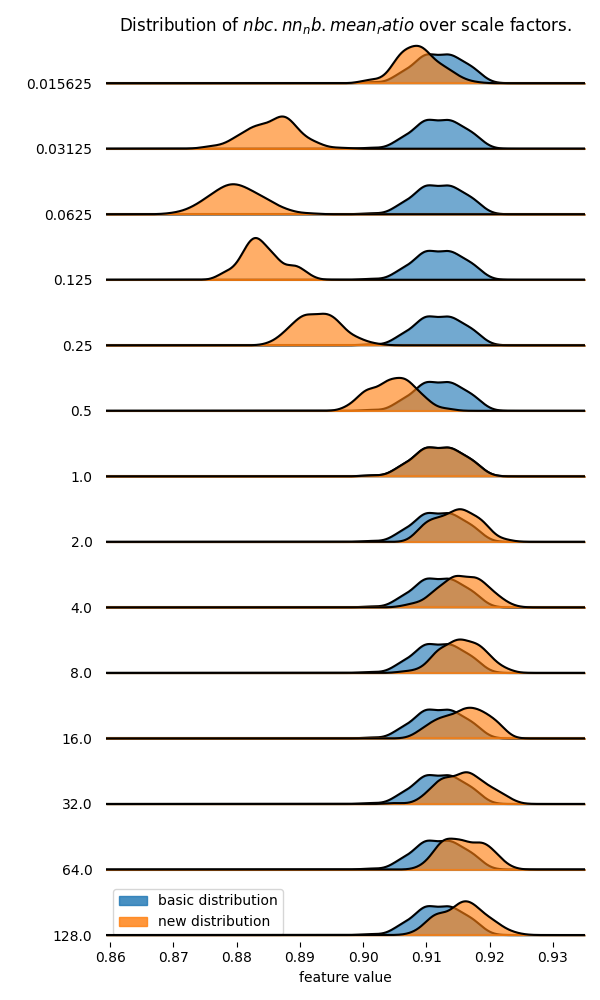 Distribution of nbc. nnₙb. meanᵣatio over scale factors.
0.015625
0.03125
0.0625
0.125
0.25
0.5
1.0
2.0
4.0
8.0
16.0
32.0
64.0
basic distribution
new distribution
128.0
0.86 0.87 0.88 0.89 0.90 0.91 0.92 0.93
feature value